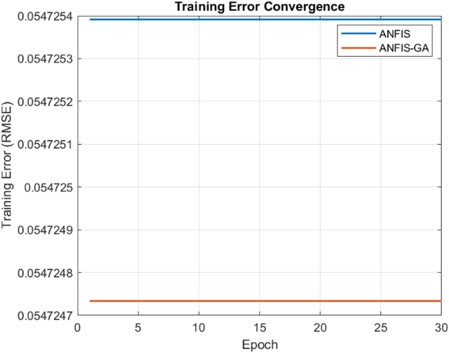 Training Error Convergence
0.0547254
0.0547253
0.0547252
0.0547251
0.054725
0.0547249
0.0547248
0.0547247
Training Error (RMSE)
ANFIS
ANFIS-GA
0 5 10 15 20 25 30
Epoch